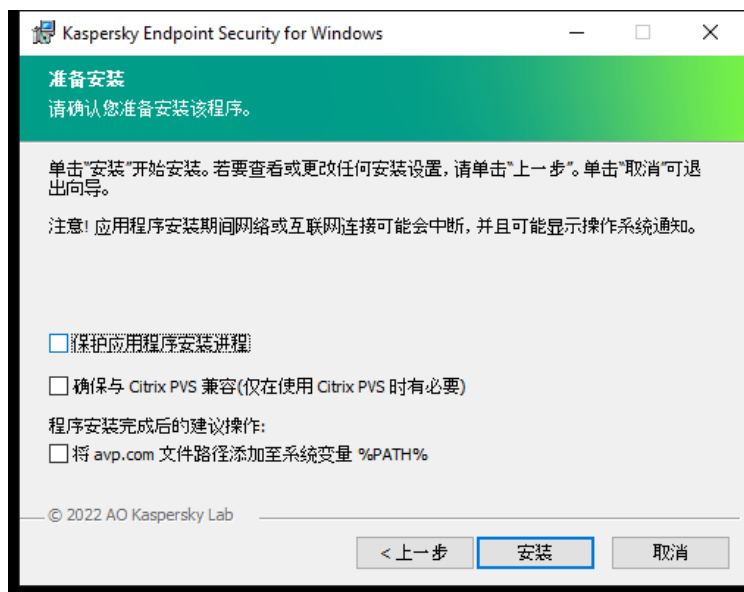 Kaspersky Endpoint Security for Windows
准备安装
请确认您准备安装该程序。
单击"安装"开始安装。若要查看或更改任何安装设置, 请单击"上一步"。单击"取消"可退
出向导。
注意! 应用程序安装期间网络或互联网连接可能会中断, 并且可能显示操作系统通知。
保护应用程序安装进程
确保与 Citrix PVS 兼容(仅在使用 Citrix PVS 时有必要)
程序安装完成后的建议操作:
将 avp.com 文件路径添加至系统变量 %PATH%
© 2022 AO Kaspersky Lab
< 上一步 安装 取消